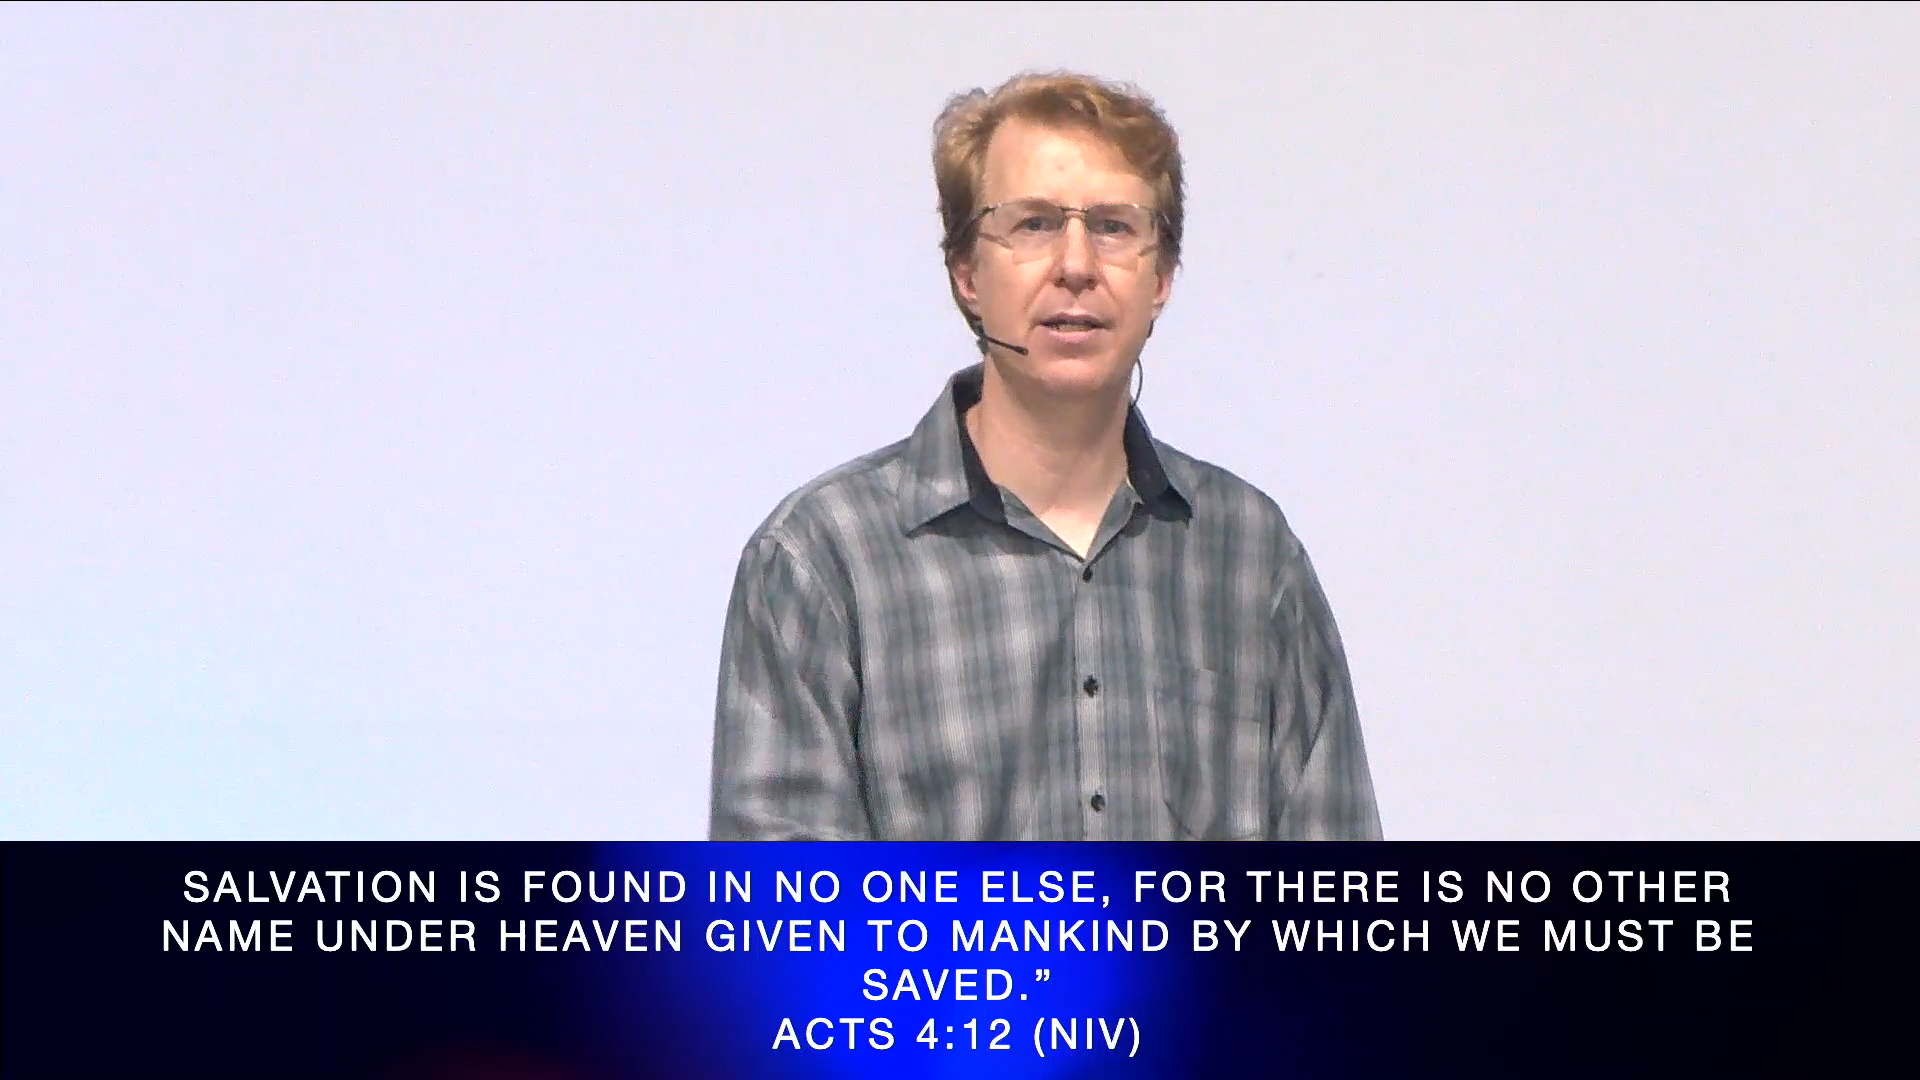 SALVATION IS FOUND IN NO ONE ELSE, FOR THERE IS NO OTHER
NAME UNDER HEAVEN GIVEN TO MANKIND BY WHICH WE MUST BE
SAVED.”
ACTS 4:12 (NIV)